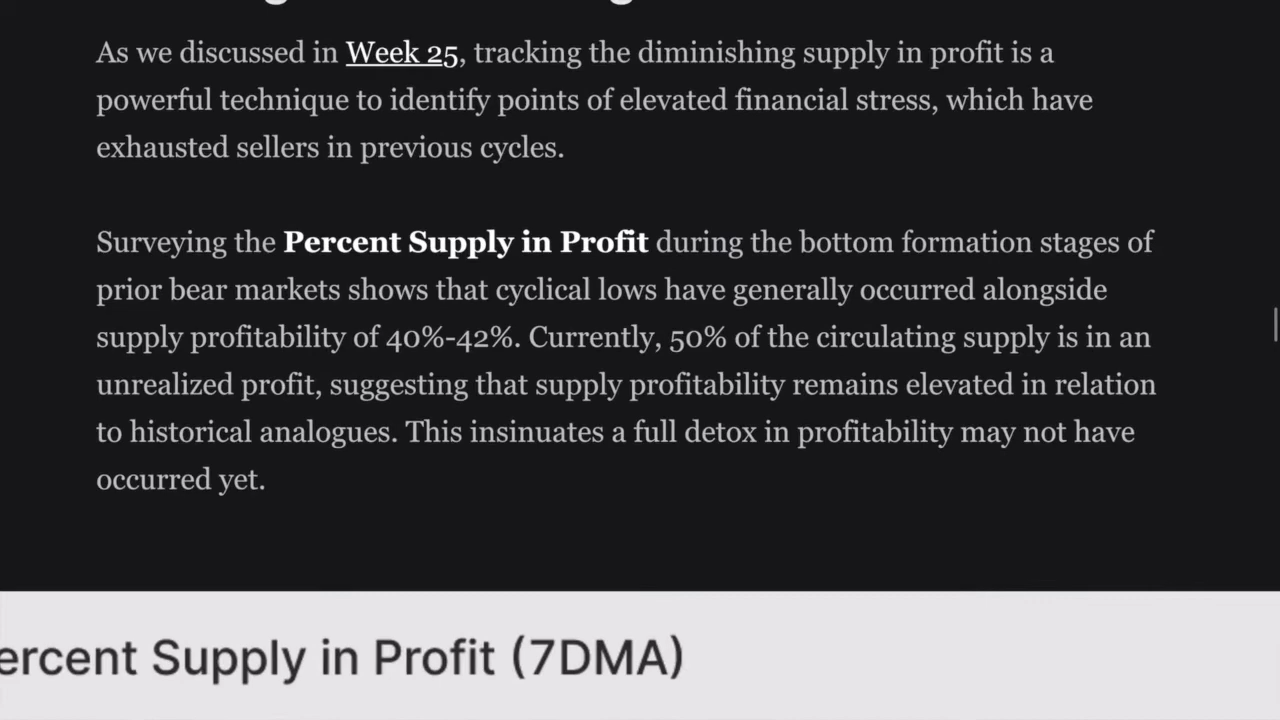 As we discussed in Week 25, tracking the diminishing supply in profit is a
powerful technique to identify points of elevated financial stress, which have
exhausted sellers in previous cycles.
Surveying the Percent Supply in Profit during the bottom formation stages of
prior bear markets shows that cyclical lows have generally occurred alongside
supply profitability of 40%-42%. Currently, 50% of the circulating supply is in an
unrealized profit, suggesting that supply profitability remains elevated in relation
to historical analogues. This insinuates a full detox in profitability may not have
occurred yet.
ercent Supply in Profit (7DMA)